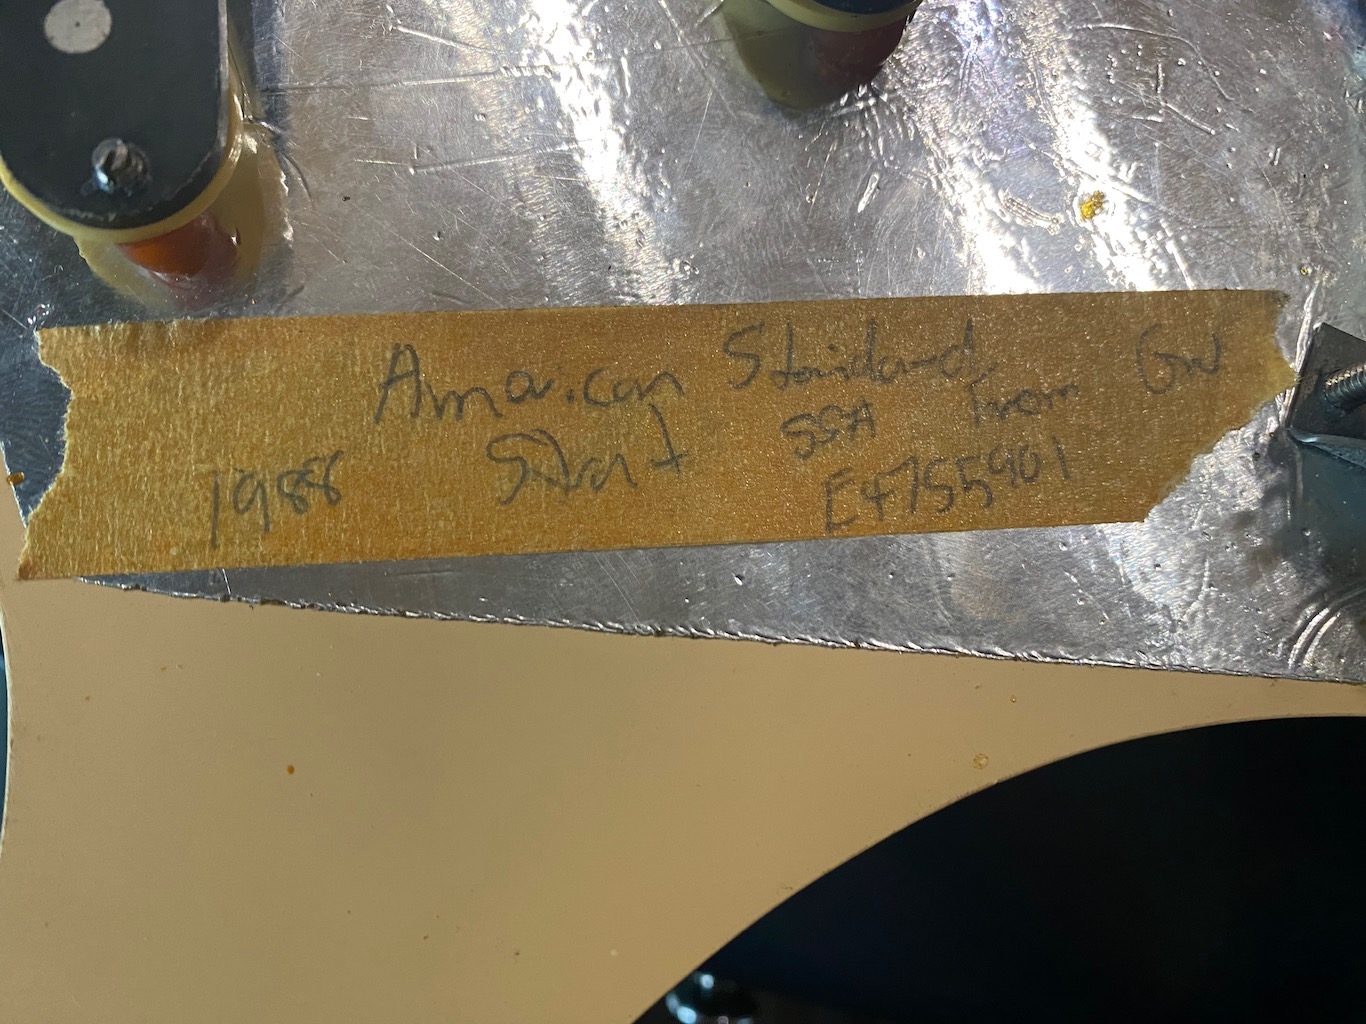 American Standard
Strat SSA From GW
1988 E4755901